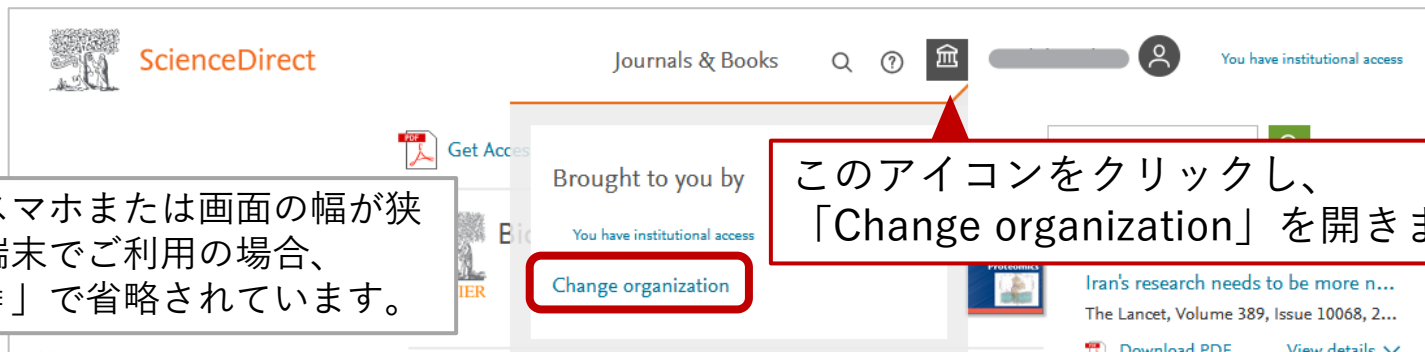 ScienceDirect
Journals & Books
You have institutional access
PDF
Get Acces
Brought to you by
このアイコンをクリックし、
「Change organization」を開きま
スマホまたは画面の幅が狭
端末でご利用の場合、
」で省略されています。
You have institutional access
IER
Change organization
Proteomics
Iran's research needs to be more n...
The Lancet, Volume 389, Issue 10068, 2...
Download PDF
View details